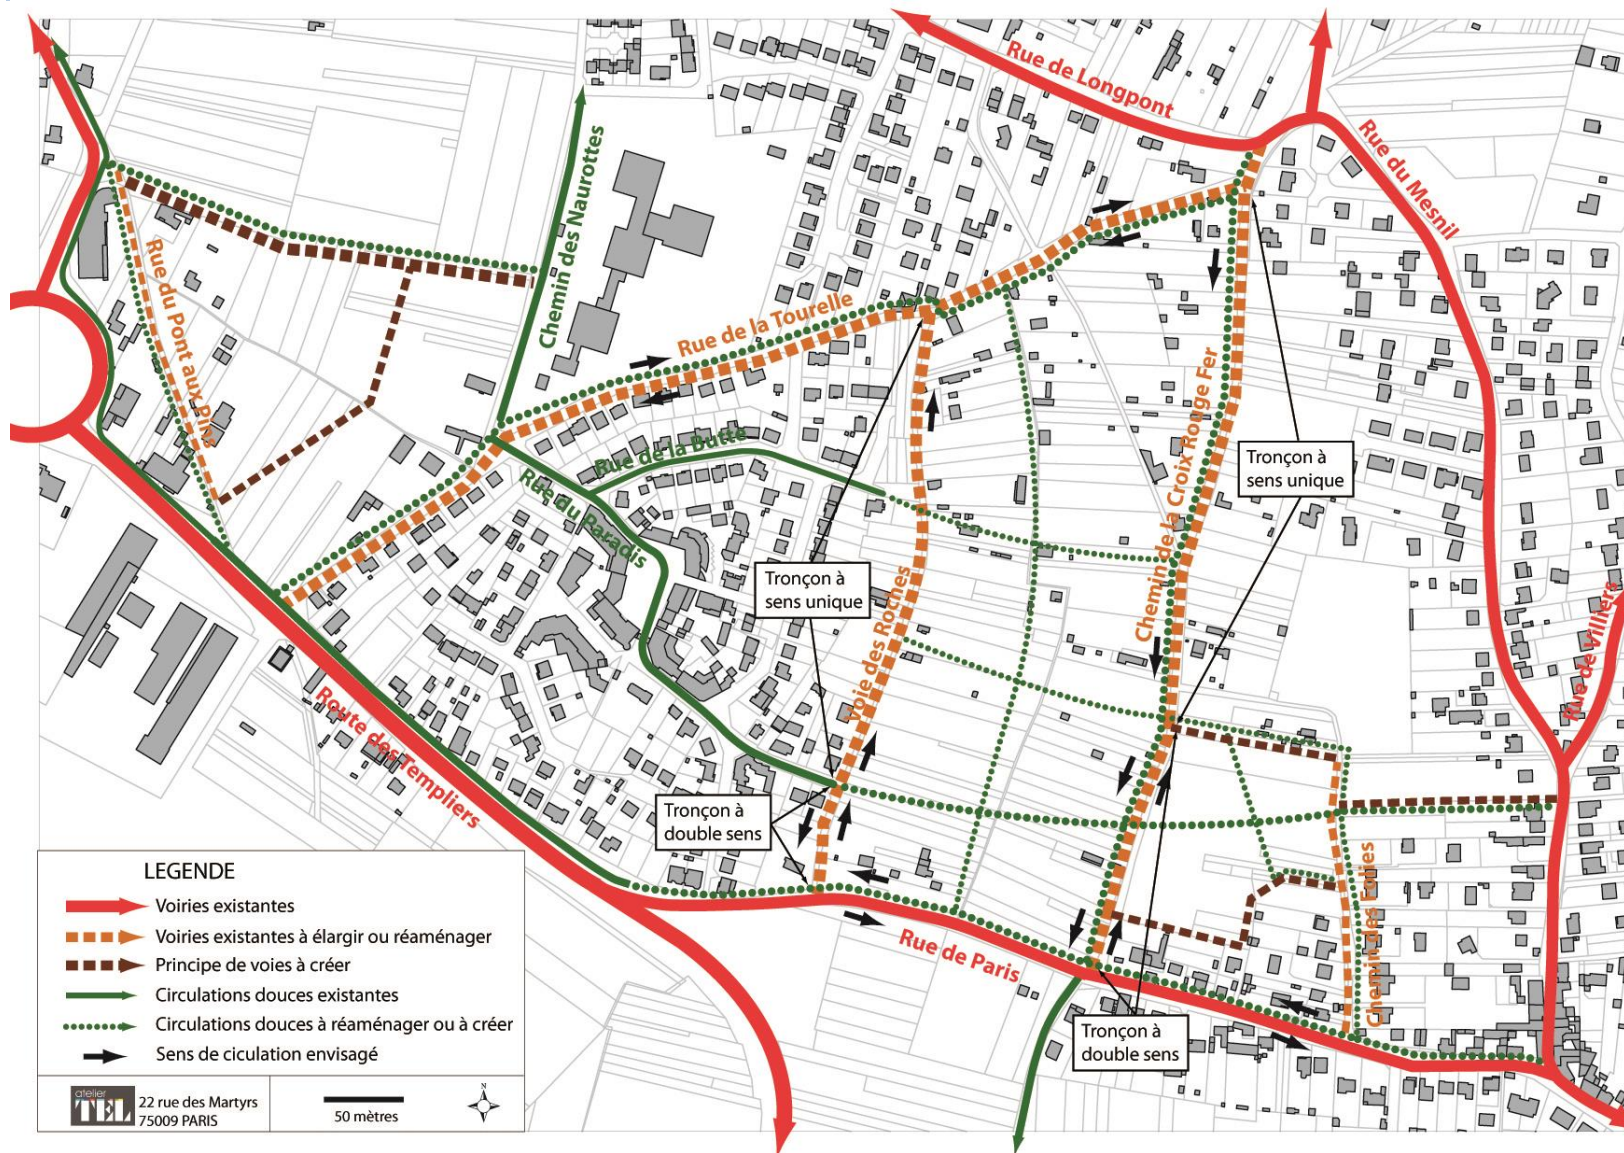 Rue de Longpont
Rue du Mesnil
Chemin des Naurottes
Rue du Pont aux Pins
Rue de la Tourelle
Rue de la Butte
Rue du Paradis
Chemin de la Croix Rouge Fer
Tronçon à
sens unique
Tronçon à
sens unique
Voie des Roches
Rue de Villiers
Route des Templiers
Tronçon à
double sens
Chemin des Folies
Rue de Paris
Tronçon à
double sens
LEGENDE
Voiries existantes
Voiries existantes à élargir ou réaménager
Principe de voies à créer
Circulations douces existantes
Circulations douces à réaménager ou à créer
Sens de ciculation envisagé
atelier
TEL
22 rue des Martyrs
75009 PARIS
50 mètres
N